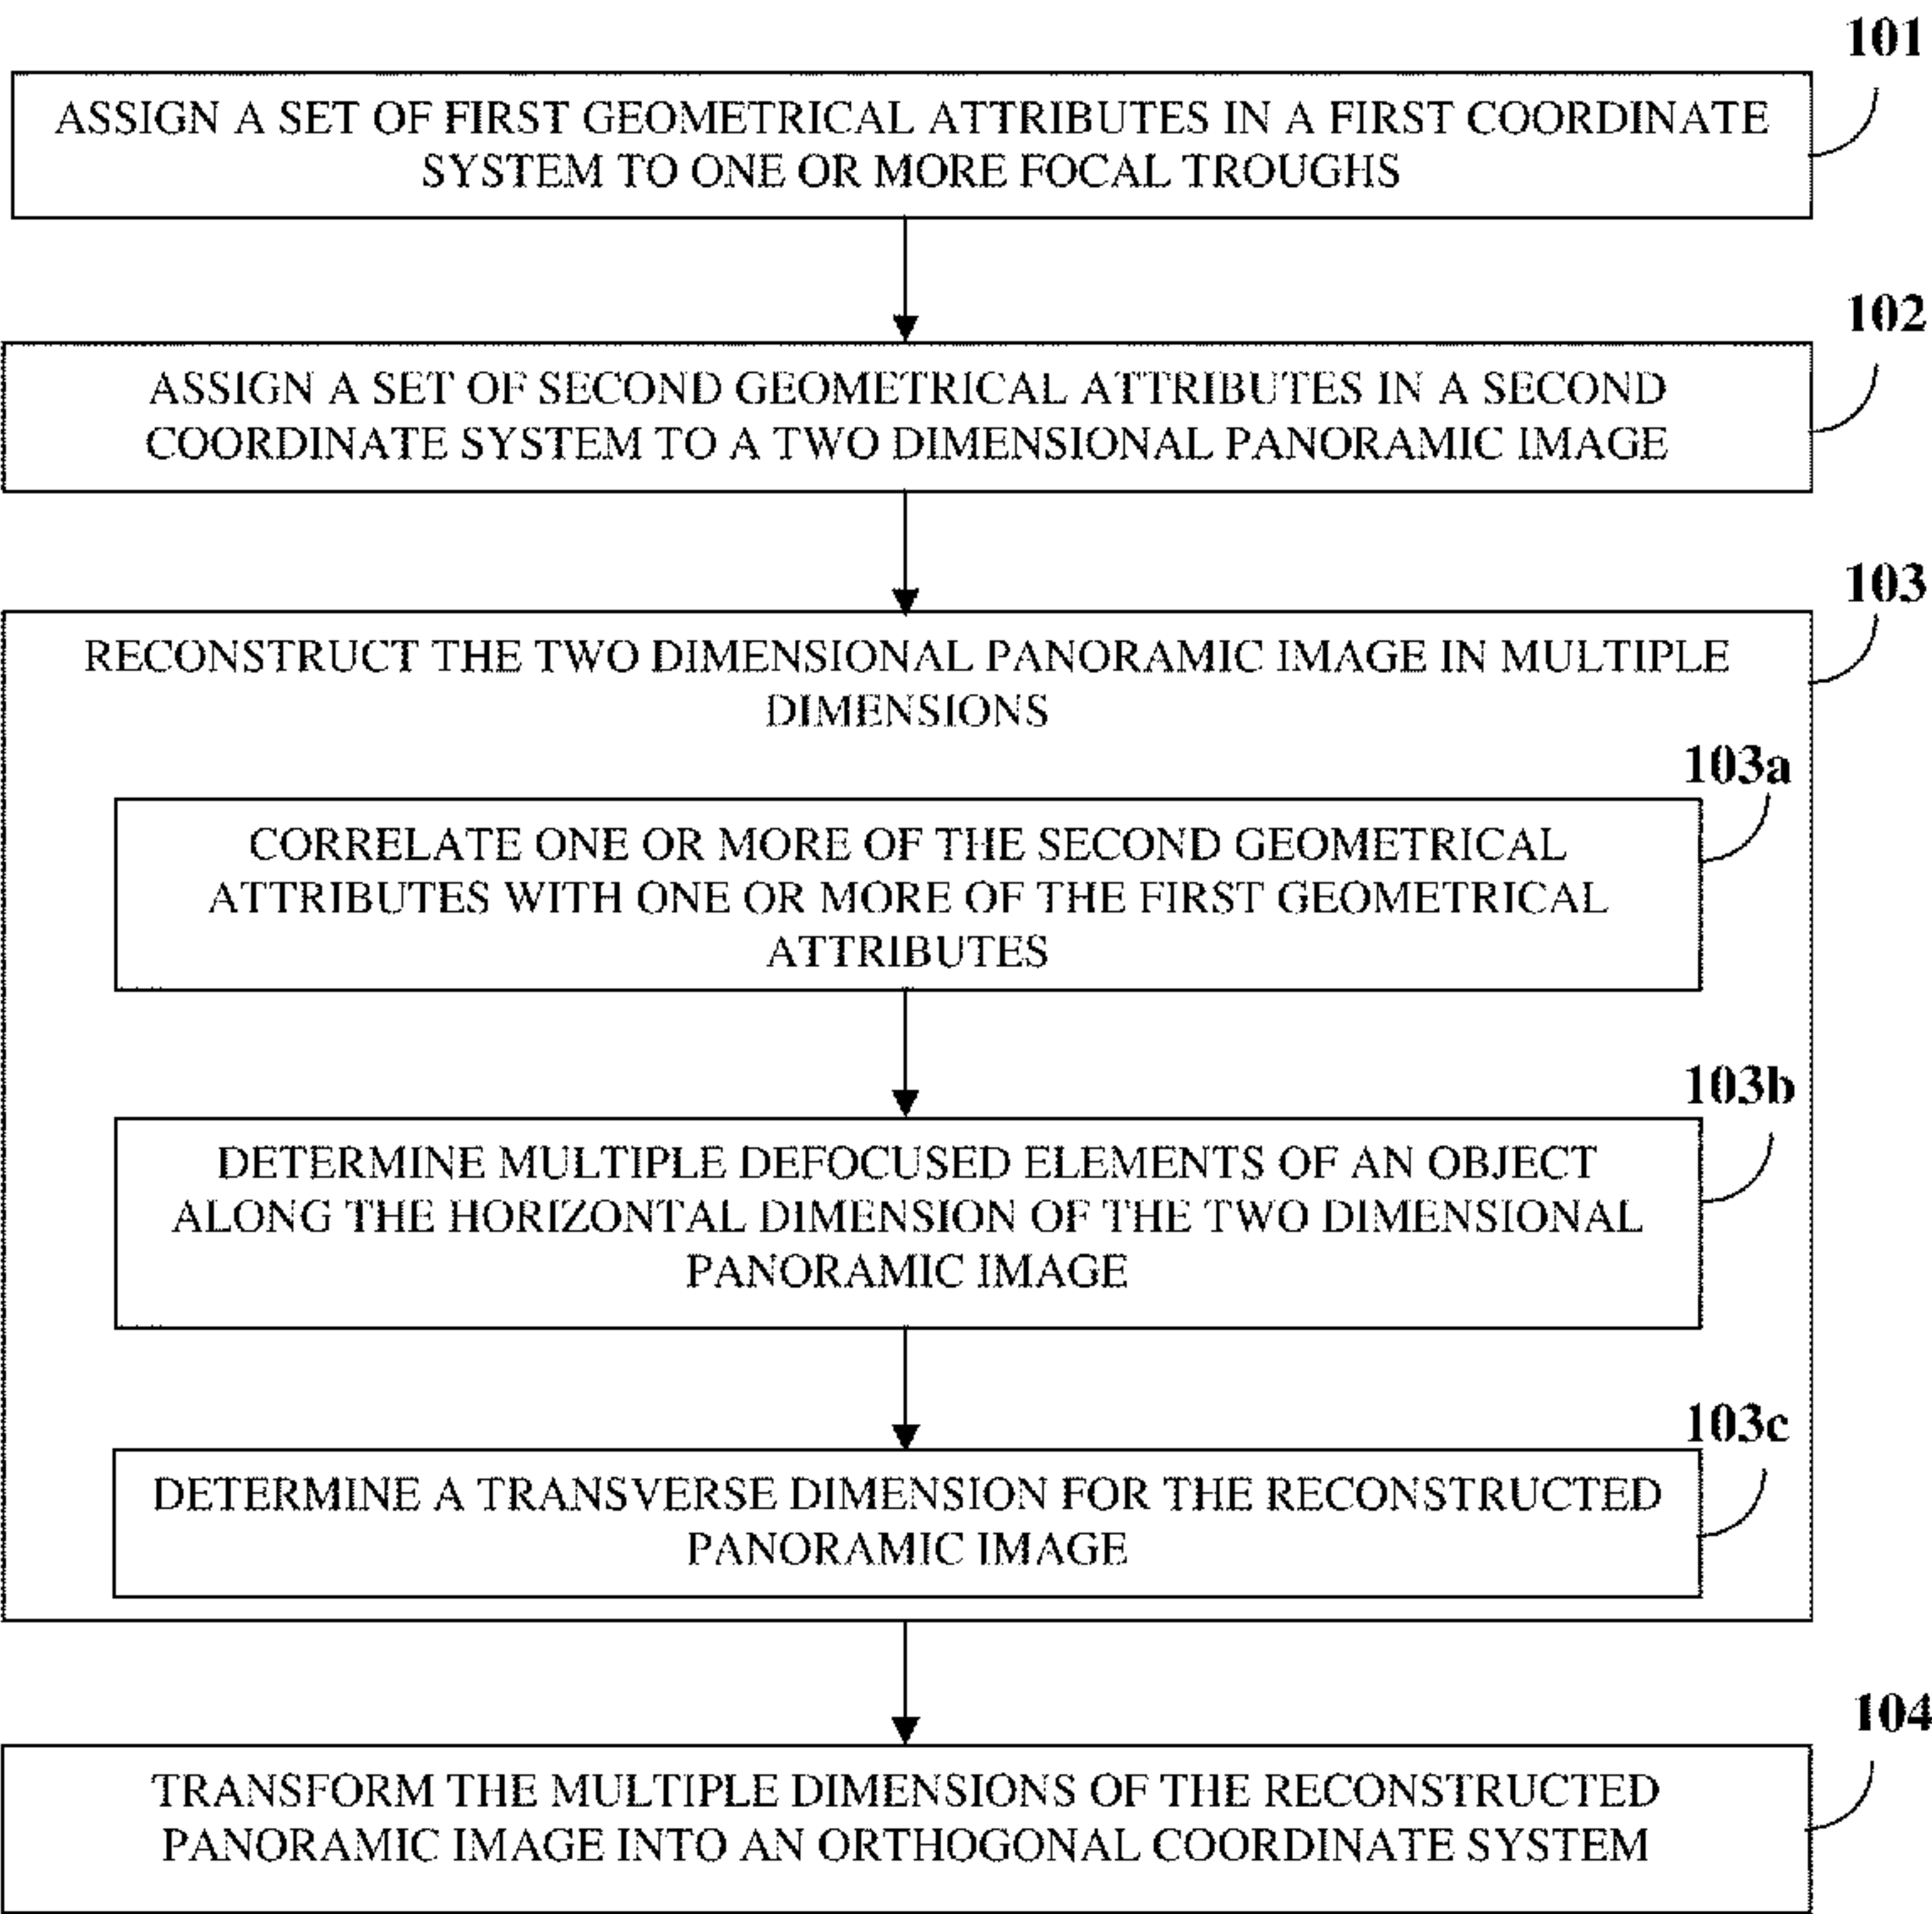 101
ASSIGN A SET OF FIRST GEOMETRICAL ATTRIBUTES IN A FIRST COORDINATE
SYSTEM TO ONE OR MORE FOCAL TROUGHS
102
ASSIGN A SET OF SECOND GEOMETRICAL ATTRIBUTES IN A SECOND
COORDINATE SYSTEM TO A TWO DIMENSIONAL PANORAMIC IMAGE
103
RECONSTRUCT THE TWO DIMENSIONAL PANORAMIC IMAGE IN MULTIPLE
DIMENSIONS
103a
CORRELATE ONE OR MORE OF THE SECOND GEOMETRICAL
ATTRIBUTES WITH ONE OR MORE OF THE FIRST GEOMETRICAL
ATTRIBUTES
103b
DETERMINE MULTIPLE DEFOCUSED ELEMENTS OF AN OBJECT
ALONG THE HORIZONTAL DIMENSION OF THE TWO DIMENSIONAL
PANORAMIC IMAGE
103c
DETERMINE A TRANSVERSE DIMENSION FOR THE RECONSTRUCTED
PANORAMIC IMAGE
104
TRANSFORM THE MULTIPLE DIMENSIONS OF THE RECONSTRUCTED
PANORAMIC IMAGE INTO AN ORTHOGONAL COORDINATE SYSTEM